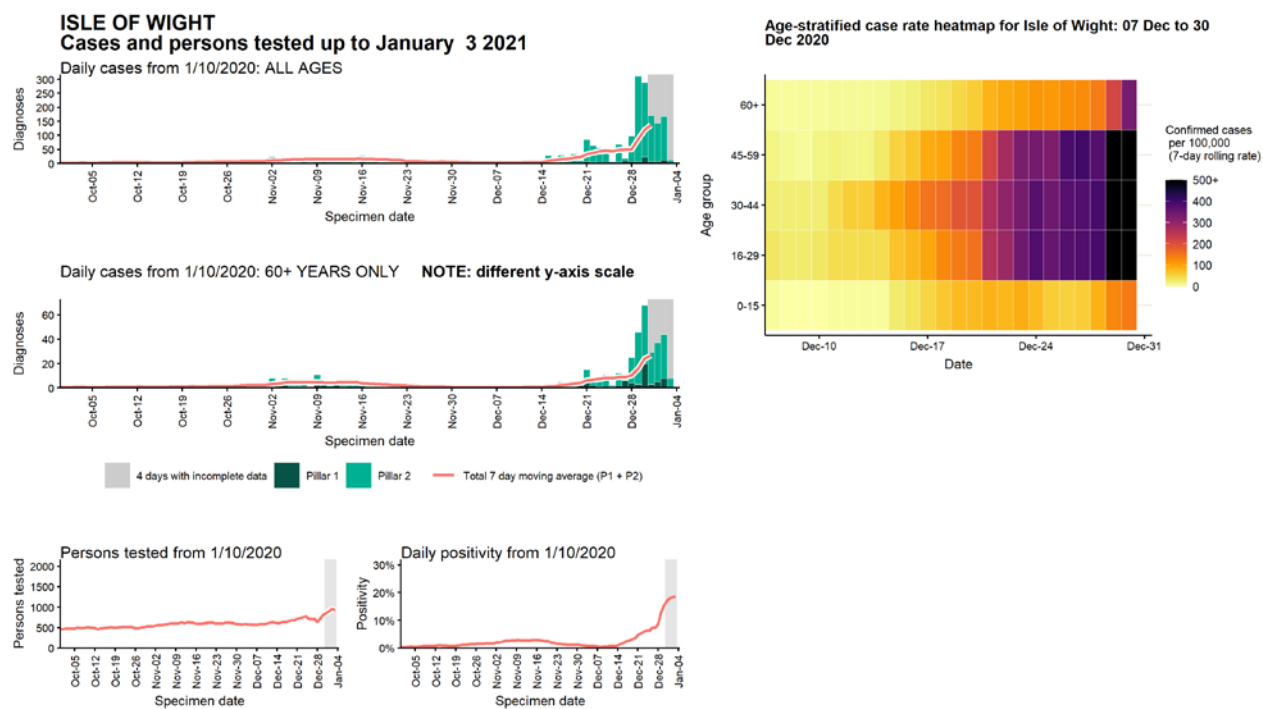 ISLE OF WIGHT
Cases and persons tested up to January 3 2021
Daily cases from 1/10/2020: ALL AGES
Diagnoses
300
250
200
150
100
50
0
Oct-05
Oct-12
Oct-19
Oct-26
Nov-02
Nov-09
Nov-16
Nov-23
Nov-30
Dec-07
Dec-14
Dec-21
Dec-28
Jan-04
Specimen date
Daily cases from 1/10/2020: 60+ YEARS ONLY NOTE: different y-axis scale
Diagnoses
60
40
20
0
Oct-05
Oct-12
Oct-19
Oct-26
Nov-02
Nov-09
Nov-16
Nov-23
Nov-30
Dec-07
Dec-14
Dec-21
Dec-28
Jan-04
Specimen date
4 days with incomplete data Pillar 1 Pillar 2 Total 7 day moving average (P1 + P2)
Persons tested from 1/10/2020
Persons tested
2000
1500
1000
500
0
Oct-05
Oct-12
Oct-19
Oct-26
Nov-02
Nov-09
Nov-16
Nov-23
Nov-30
Dec-07
Dec-14
Dec-21
Dec-28
Jan-04
Specimen date
Daily positivity from 1/10/2020
Positivity
30%
20%
10%
0%
Oct-05
Oct-12
Oct-19
Oct-26
Nov-02
Nov-09
Nov-16
Nov-23
Nov-30
Dec-07
Dec-14
Dec-21
Dec-28
Jan-04
Specimen date
Age-stratified case rate heatmap for Isle of Wight: 07 Dec to 30
Dec 2020
Age group
60+
45-59
30-44
16-29
0-15
Dec-10
Dec-17
Dec-24
Dec-31
Date
Confirmed cases
per 100,000
(7-day rolling rate)
500+
400
300
200
100
0